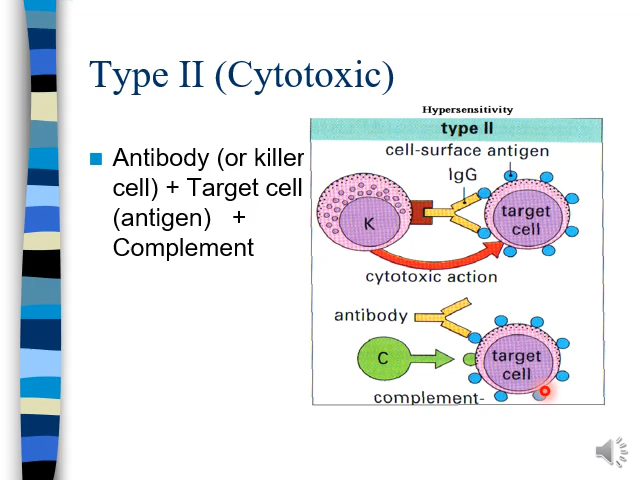 Type II (Cytotoxic)
Antibody (or killer
cell) + Target cell
(antigen) +
Complement
Hypersensitivity
type II
cell-surface antigen
IgG
K
target
cell
cytotoxic action
antibody
C
target
cell
complement-